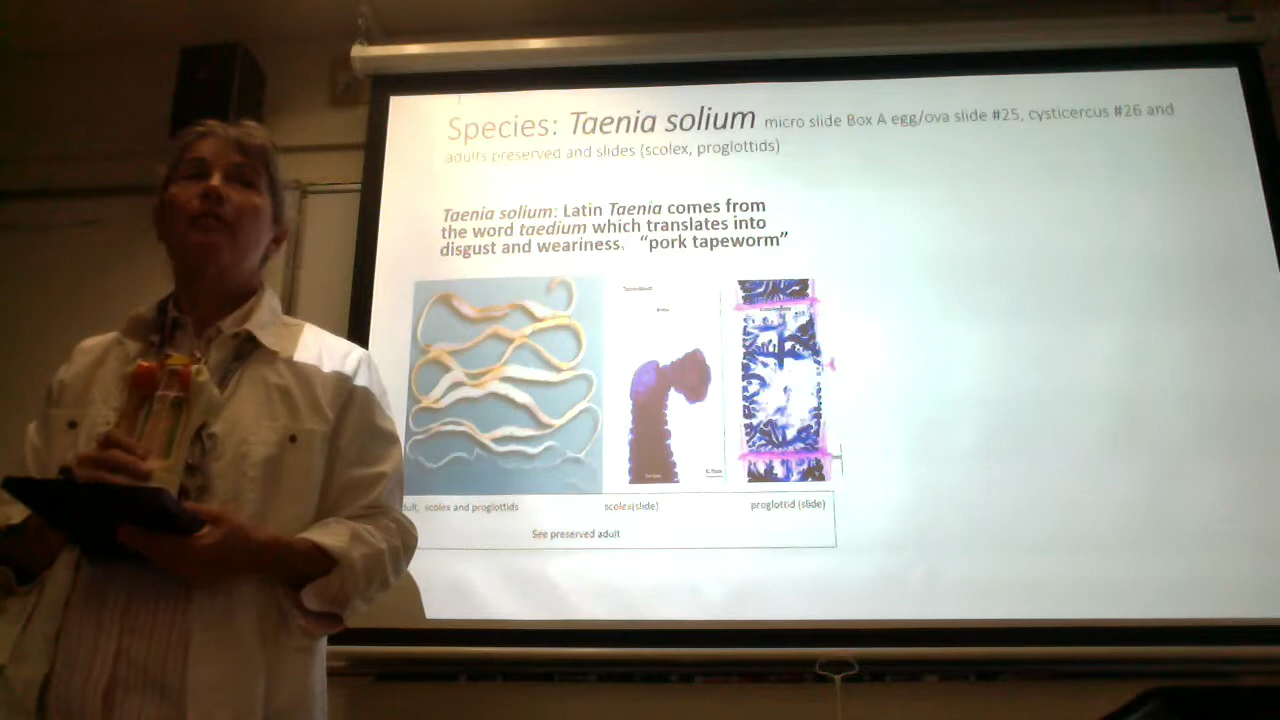 Species: Taenia solium micro slide Box A egg/ova slide #25, cysticercus #26 and
adults preserved and slides (scolex, proglottids)
Taenia solium: Latin Taenia comes from
the word taedium which translates into
disgust and weariness. "pork tapeworm"
scolex and proglottids
scolex(slide)
proglottid (slide)
See preserved adult